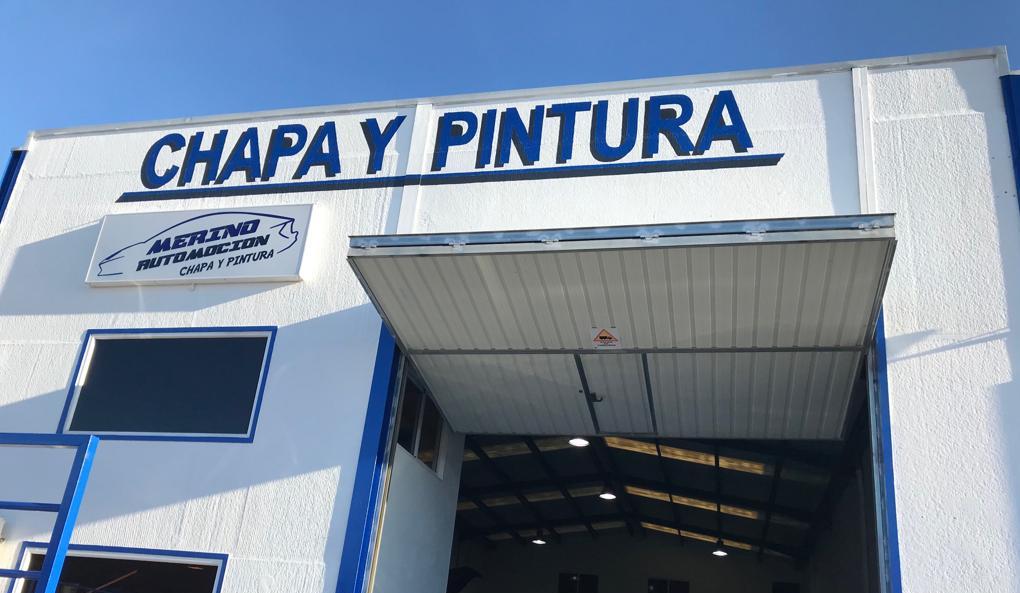 CHAPA Y PINTURA
MERINO
AUTOMOCION
CHAPA Y PINTURA